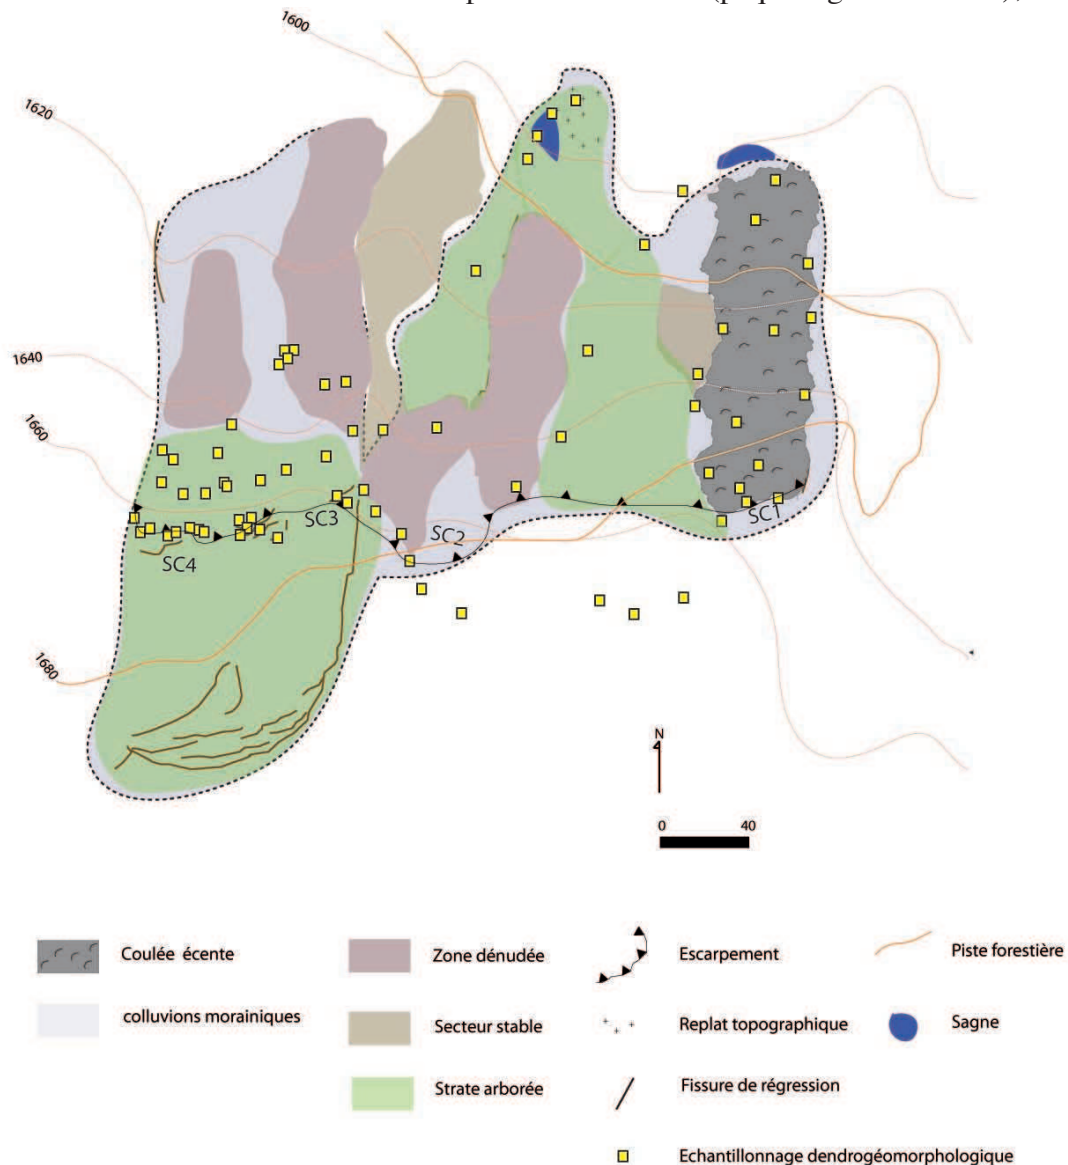 1600
1620
1640
1660
SC3
SC1
SC2
SC4
1680
N
0 40
Coulée écente
Zone dénudée
Escarpement
Piste forestière
colluvions morainiques
Secteur stable
Replat topographique
Sagne
Strate arborée
Fissure de régression
Echantillonnage dendrogéomorphologique